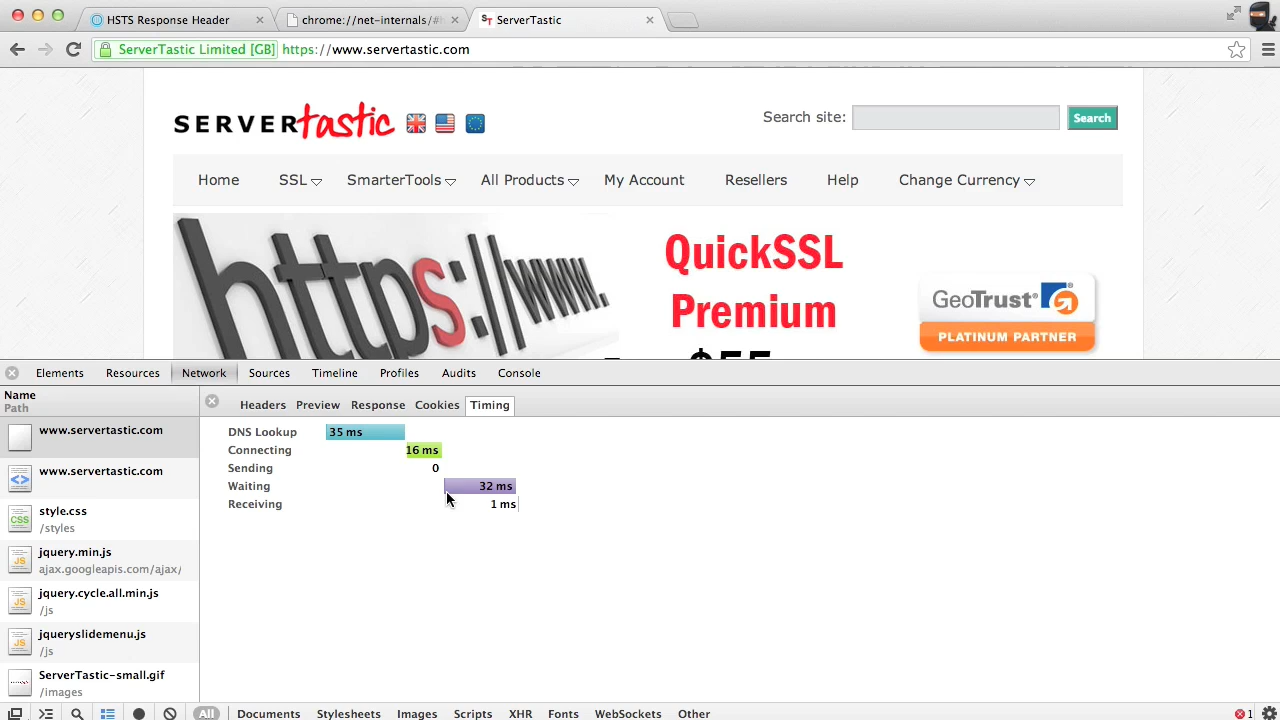 HSTS Response Header
chrome://net-internals/#h
ServerTastic
ServerTastic Limited [GB] https://www.servertastic.com
SERVERtastic
Search site:
Search
Home SSL SmarterTools All Products My Account Resellers Help Change Currency
https://www.
QuickSSL
Premium
GeoTrust
PLATINUM PARTNER
Elements Resources Network Sources Timeline Profiles Audits Console
Name
Path
Headers Preview Response Cookies Timing
www.servertastic.com
www.servertastic.com
style.css
/styles
jquery.min.js
ajax.googleapis.com/ajax/
jquery.cycle.all.min.js
/js
jqueryslidemenu.js
/js
ServerTastic-small.gif
/images
DNS Lookup 35 ms
Connecting 16 ms
Sending 0
Waiting 32 ms
Receiving 1 ms
All Documents Stylesheets Images Scripts XHR Fonts WebSockets Other
1